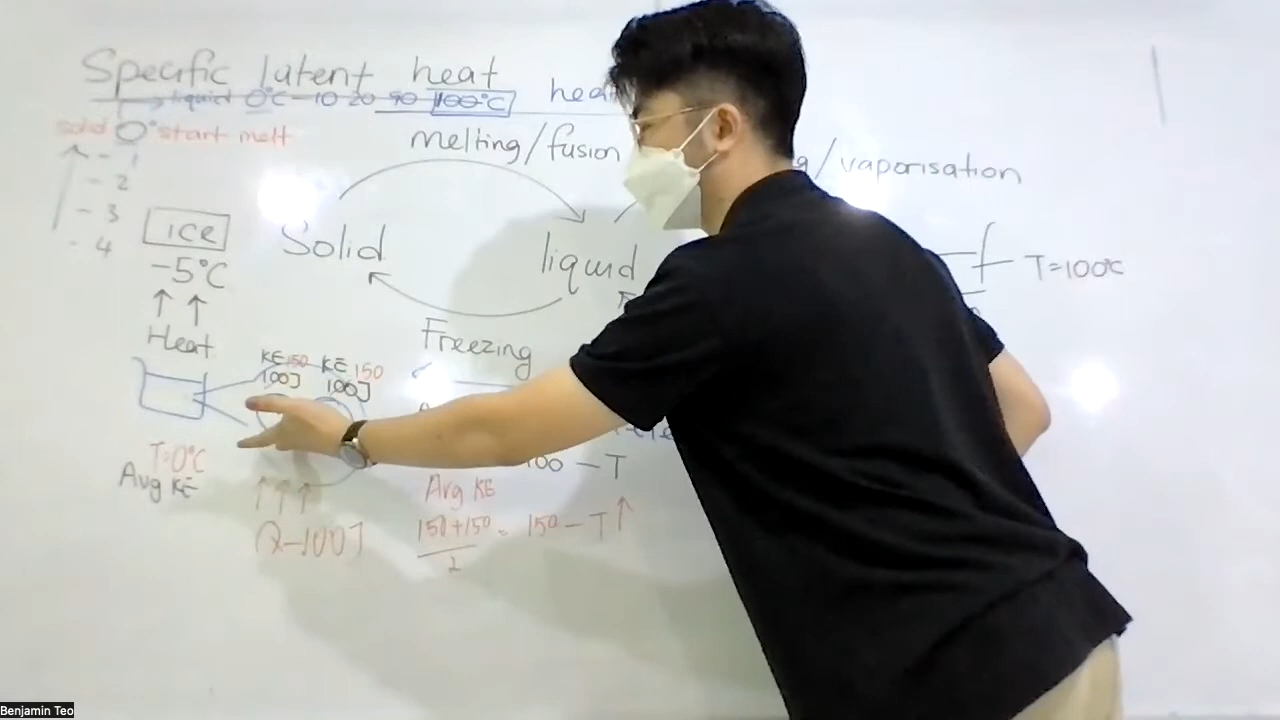 Specific latent heat
liquid 0°C - 10 20 90 100°C
solid 0° start melt
- 1
- 2
- 3
- 4
melting/fusion
/vaporisation
ice
-5°C
Heat
Solid
liquid
T=100°C
Freezing
KE 150 KE 150
100J 100J
T=0°C
Avg KE
100 - T
Avg KE
150+150 = 150 - T↑
2
Q-100J
Benjamin Teo